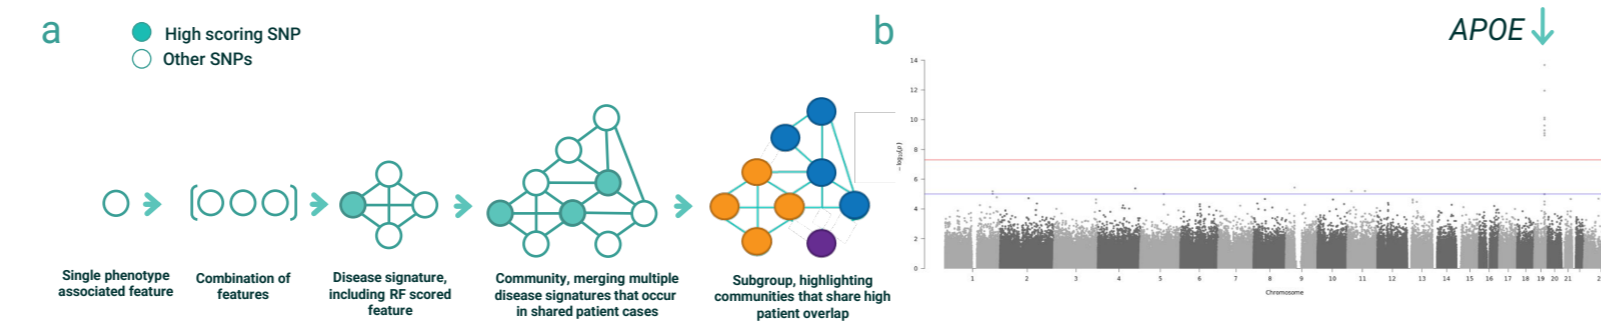 a
High scoring SNP
Other SNPs
Single phenotype
associated feature
Combination of
features
Disease signature,
including RF scored
feature
Community, merging multiple
disease signatures that occur
in shared patient cases
Subgroup, highlighting
communities that share high
patient overlap
b
APOE
14
12
10
8
6
4
2
0
−log₁₀(p)
1 2 3 4 5 6 7 8 9 10 11 12 13 14 15 16 17 18 19 20 21 2
Chromosome